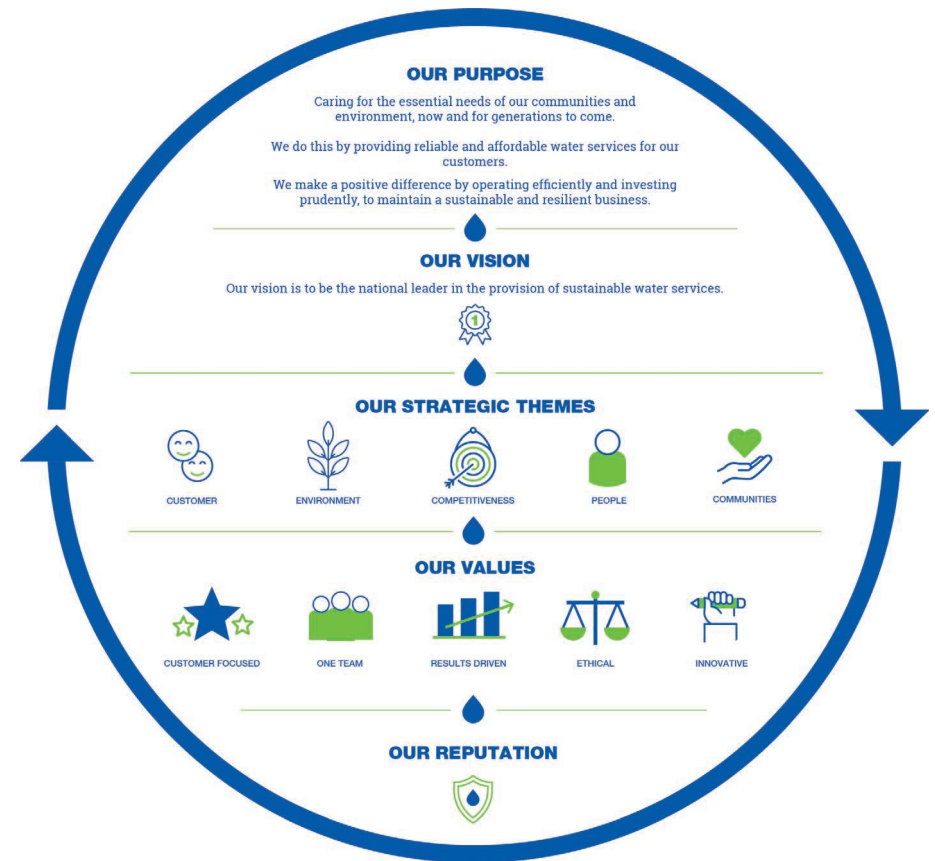 OUR PURPOSE
Caring for the essential needs of our communities and
environment, now and for generations to come.
We do this by providing reliable and affordable water services for our
customers.
We make a positive difference by operating efficiently and investing
prudently, to maintain a sustainable and resilient business.
OUR VISION
Our vision is to be the national leader in the provision of sustainable water services.
1
OUR STRATEGIC THEMES
CUSTOMER ENVIRONMENT COMPETITIVENESS PEOPLE COMMUNITIES
OUR VALUES
CUSTOMER FOCUSED ONE TEAM RESULTS DRIVEN ETHICAL INNOVATIVE
OUR REPUTATION